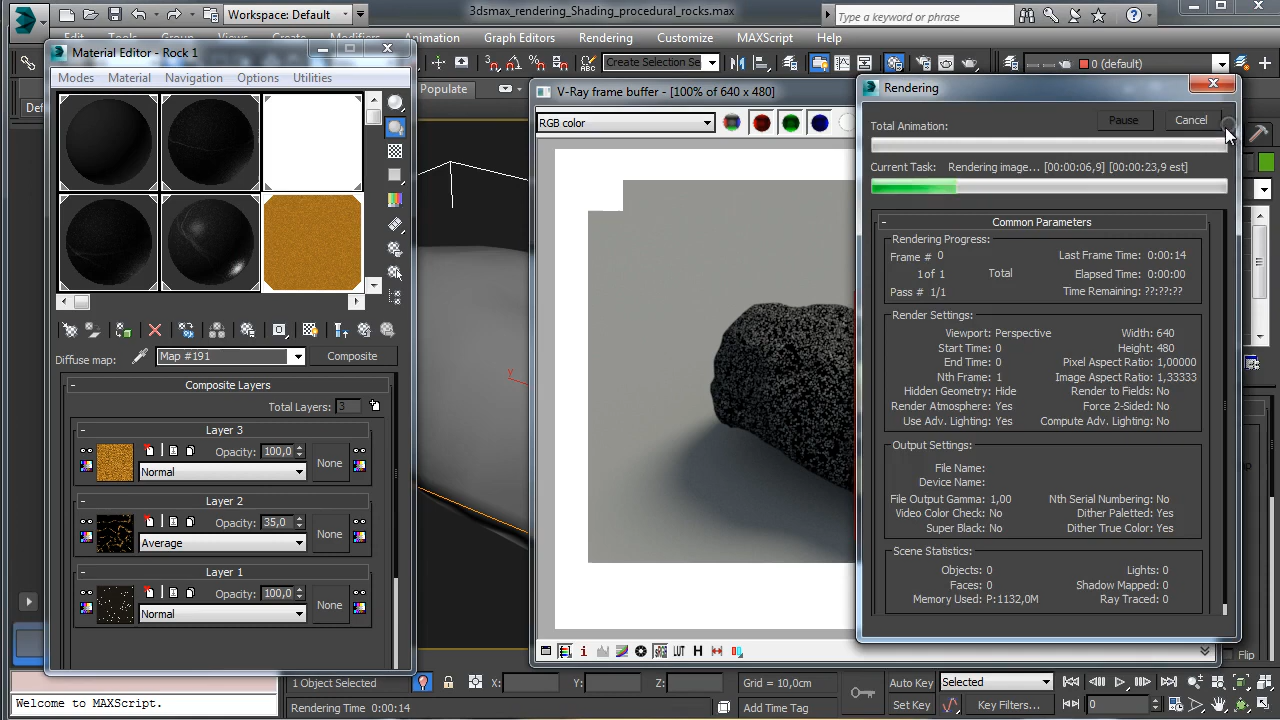 Workspace: Default
3dsmax_rendering_Shading_procedural_rocks.max
Type a keyword or phrase
Animation
Graph Editors
Rendering
Customize
MAXScript
Create Selection Se
0 (default)
Populate
Material Editor - Rock 1
Modes
Material
Navigation
Options
Utilities
Diffuse map:
Map #191
Composite
Composite Layers
Total Layers: 3
Layer 3
Opacity: 100,0
None
Normal
Layer 2
Opacity: 35,0
None
Average
Layer 1
Opacity: 100,0
None
Normal
V-Ray frame buffer - [100% of 640 x 480]
RGB color
Rendering
Pause
Cancel
Total Animation:
Current Task: Rendering image... [00:00:06,9] [00:00:23,9 est]
Common Parameters
Rendering Progress:
Frame # 0
Last Frame Time: 0:00:14
1 of 1
Total
Elapsed Time: 0:00:00
Pass # 1/1
Time Remaining: ??:??:??
Render Settings:
Viewport: Perspective
Width: 640
Start Time: 0
Height: 480
End Time: 0
Pixel Aspect Ratio: 1,00000
Nth Frame: 1
Image Aspect Ratio: 1,33333
Hidden Geometry: Hide
Render to Fields: No
Render Atmosphere: Yes
Force 2-Sided: No
Use Adv. Lighting: Yes
Compute Adv. Lighting: No
Output Settings:
File Name:
Device Name:
File Output Gamma: 1,00
Nth Serial Numbering: No
Video Color Check: No
Dither Paletted: Yes
Super Black: No
Dither True Color: Yes
Scene Statistics:
Objects: 0
Lights: 0
Faces: 0
Shadow Mapped: 0
Memory Used: P:1132,0M
Ray Traced: 0
LUT
H
Flip
1 Object Selected
X:
Y:
Z:
Grid = 10,0cm
Auto Key
Selected
Welcome to MAXScript.
Rendering Time 0:00:14
Add Time Tag
Set Key
Key Filters...
0